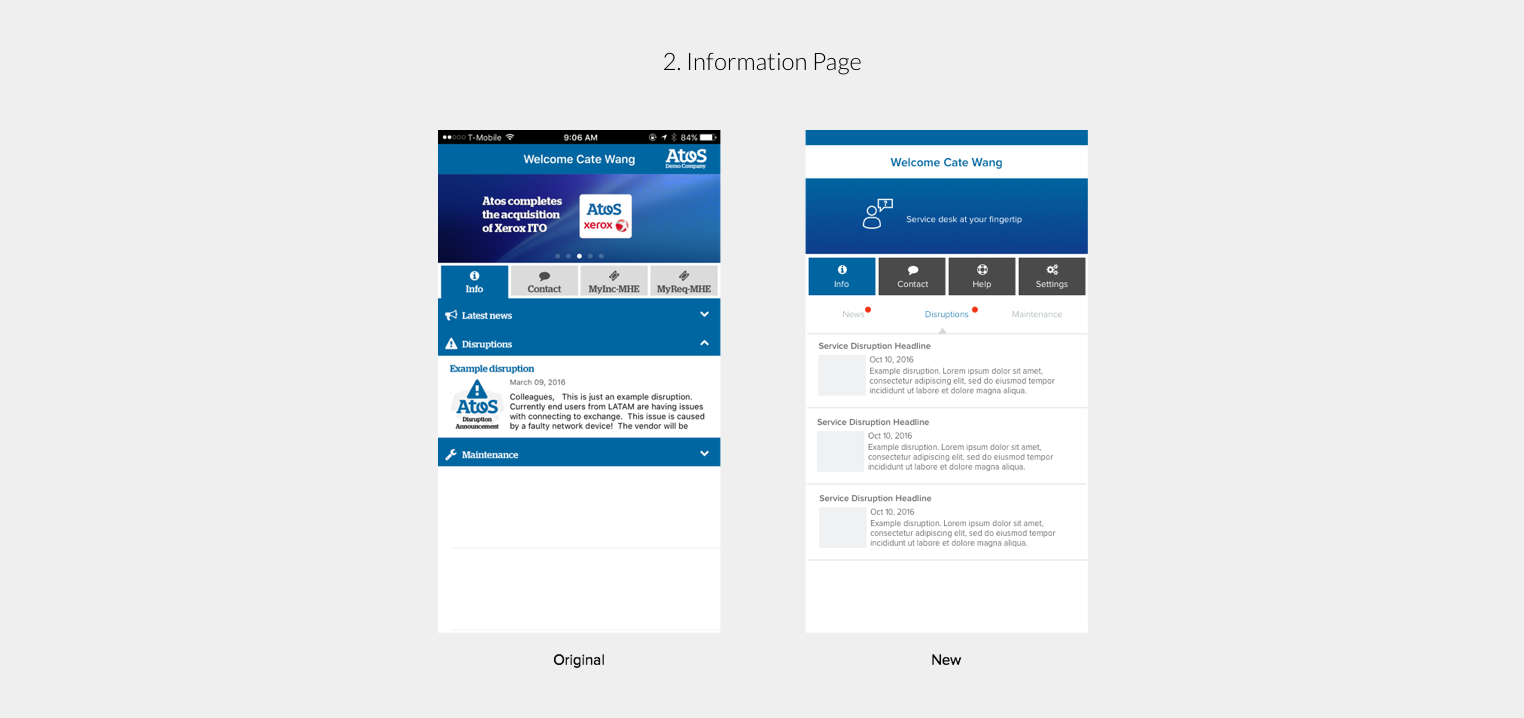 2. Information Page
T-Mobile 9:06 AM 84%
Welcome Cate Wang
Atos
Demo Company
Atos completes
the acquisition
of Xerox ITO
Atos
xerox
Info Contact MyInc-MHE MyReq-MHE
Latest news
Disruptions
Example disruption
March 09, 2016
Colleagues, This is just an example disruption.
Currently end users from LATAM are having issues
with connecting to exchange. This issue is caused
by a faulty network device! The vendor will be
Atos
Disruption
Announcement
Maintenance
Original
Welcome Cate Wang
?
Service desk at your fingertip
Info Contact Help Settings
News Disruptions Maintenance
Service Disruption Headline
Oct 10, 2016
Example disruption. Lorem ipsum dolor sit amet,
consectetur adipiscing elit, sed do eiusmod tempor
incididunt ut labore et dolore magna aliqua.
Service Disruption Headline
Oct 10, 2016
Example disruption. Lorem ipsum dolor sit amet,
consectetur adipiscing elit, sed do eiusmod tempor
incididunt ut labore et dolore magna aliqua.
Service Disruption Headline
Oct 10, 2016
Example disruption. Lorem ipsum dolor sit amet,
consectetur adipiscing elit, sed do eiusmod tempor
incididunt ut labore et dolore magna aliqua.
New